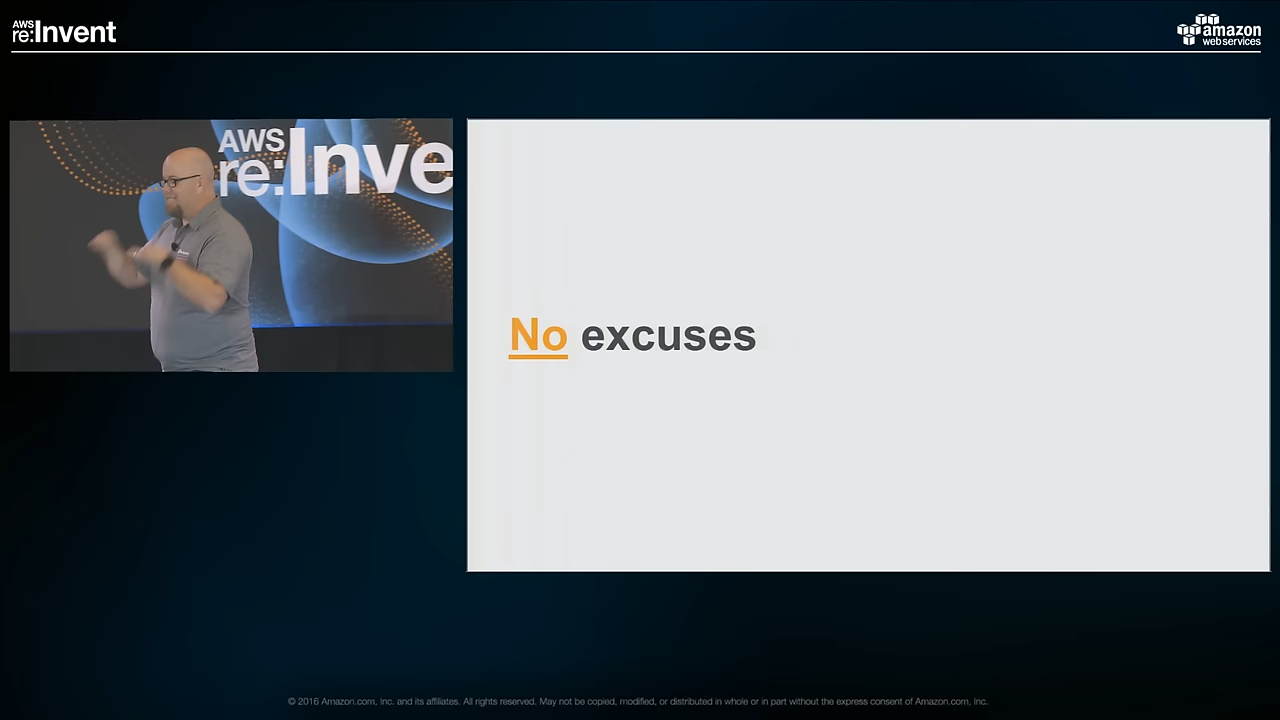 AWS
re:Invent
amazon
web services
AWS
re:Inve
No excuses
© 2016 Amazon.com, Inc. and its affiliates. All rights reserved. May not be copied, modified, or distributed in whole or in part without the express consent of Amazon.com, Inc.